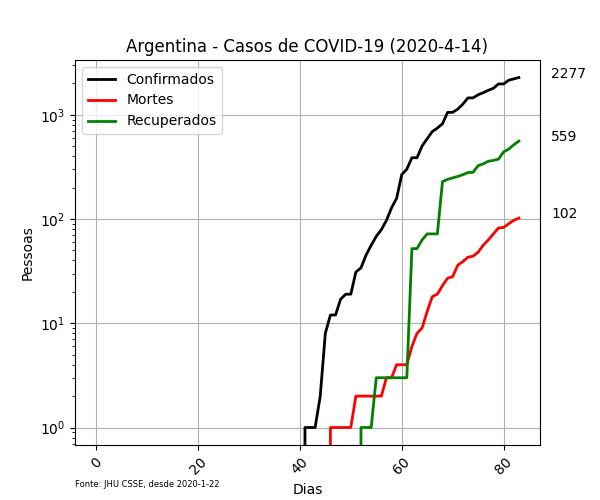 Argentina - Casos de COVID-19 (2020-4-14)
Confirmados
Mortes
Recuperados
2277
559
102
10³
10²
10¹
10⁰
Pessoas
0 20 40 60 80
Dias
Fonte: JHU CSSE, desde 2020-1-22